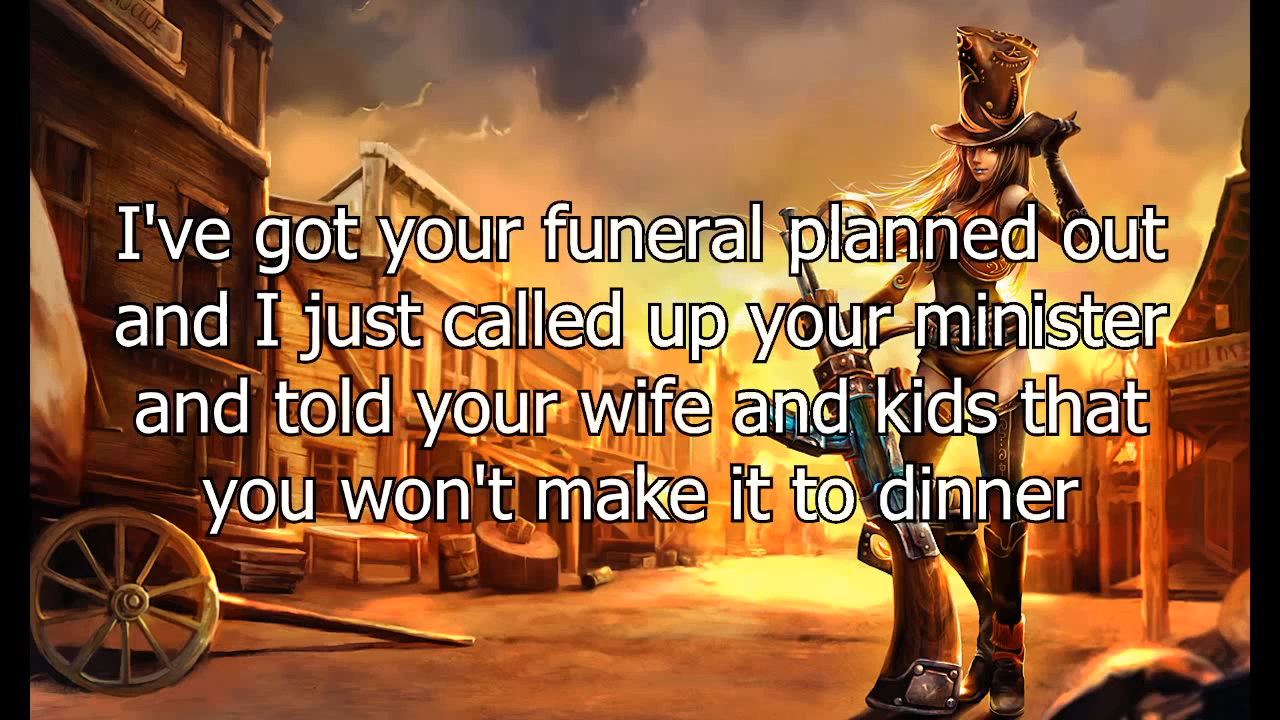 I've got your funeral planned out
and I just called up your minister
and told your wife and kids that
you won't make it to dinner